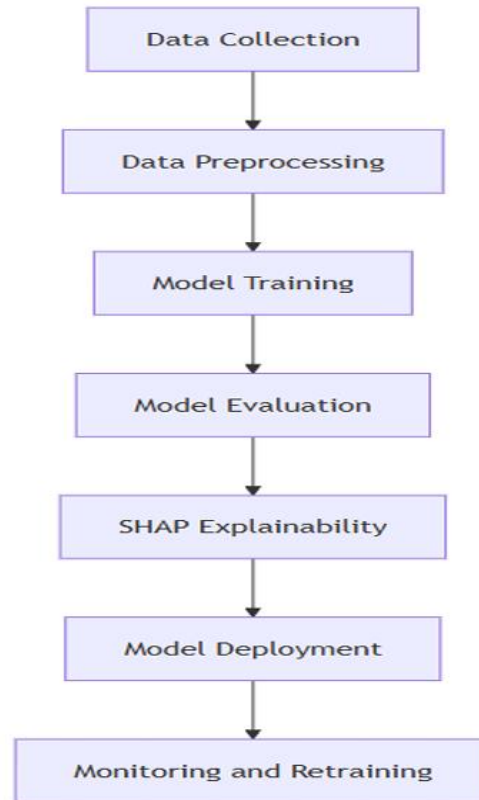 Data Collection
Data Preprocessing
Model Training
Model Evaluation
SHAP Explainability
Model Deployment
Monitoring and Retraining